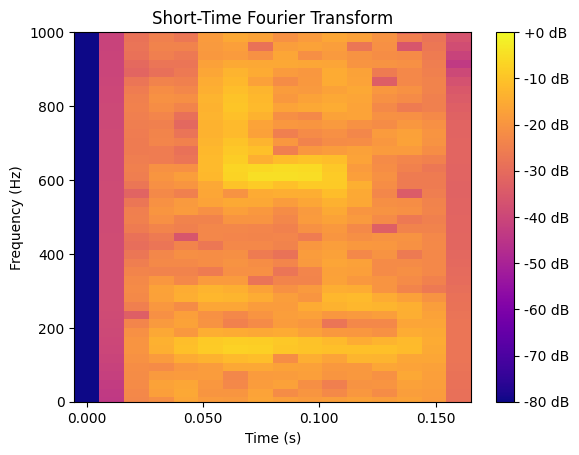 Short-Time Fourier Transform
1000
800
600
400
200
0
Frequency (Hz)
0.000
0.050
0.100
0.150
Time (s)
+0 dB
-10 dB
-20 dB
-30 dB
-40 dB
-50 dB
-60 dB
-70 dB
-80 dB